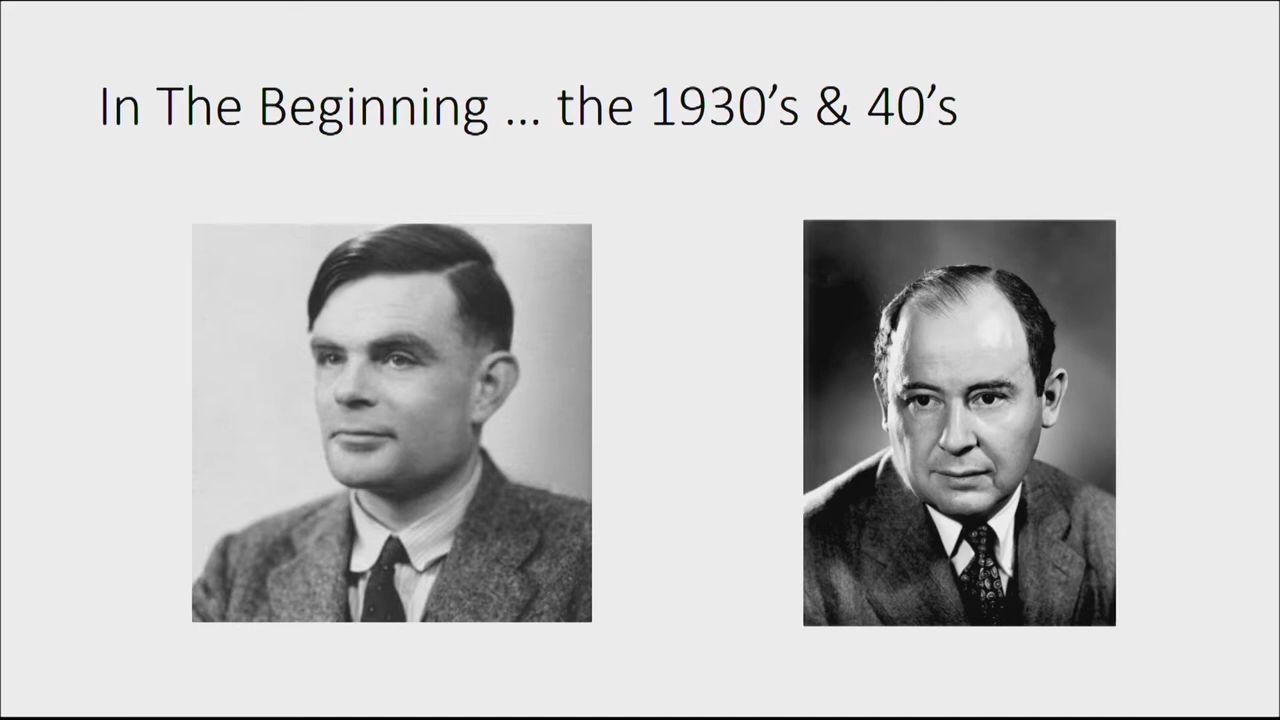 In The Beginning ... the 1930’s & 40’s